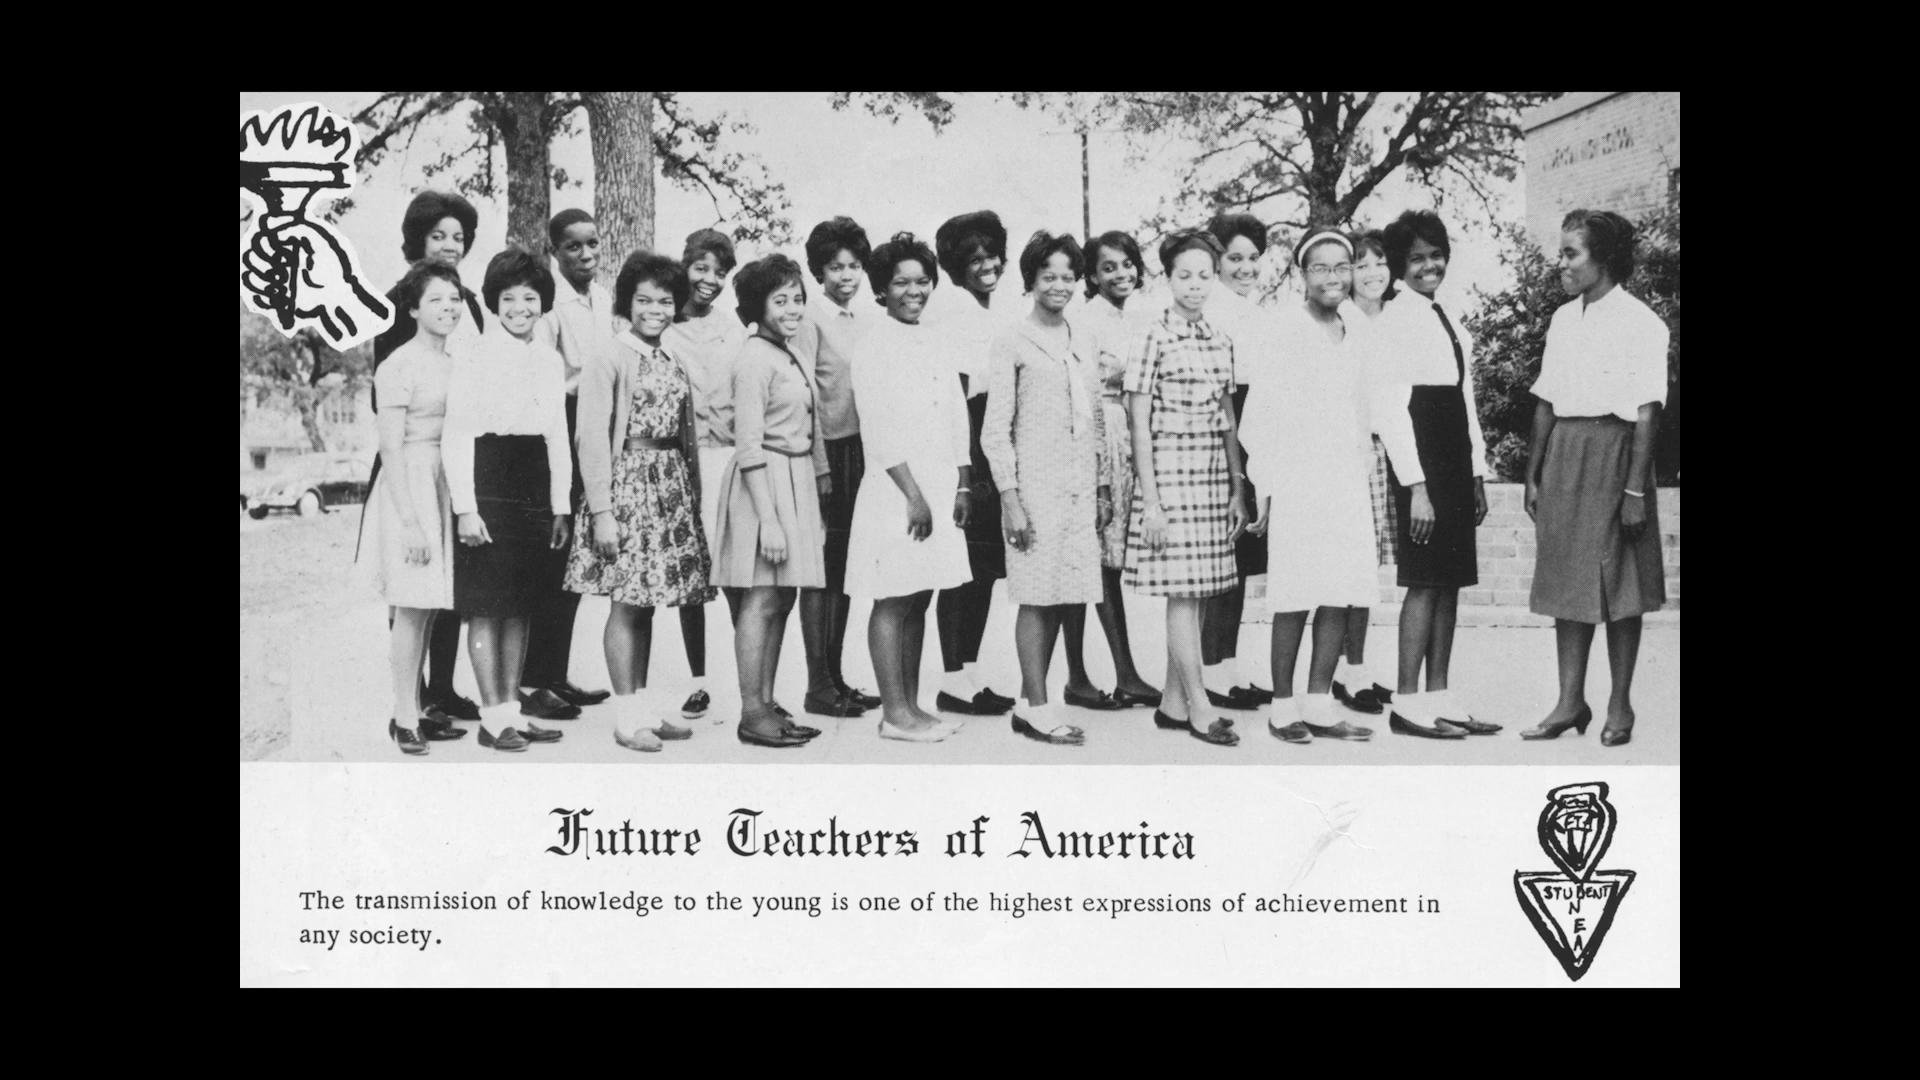 Future Teachers of America
The transmission of knowledge to the young is one of the highest expressions of achievement in
any society.
STUDENT
NEA